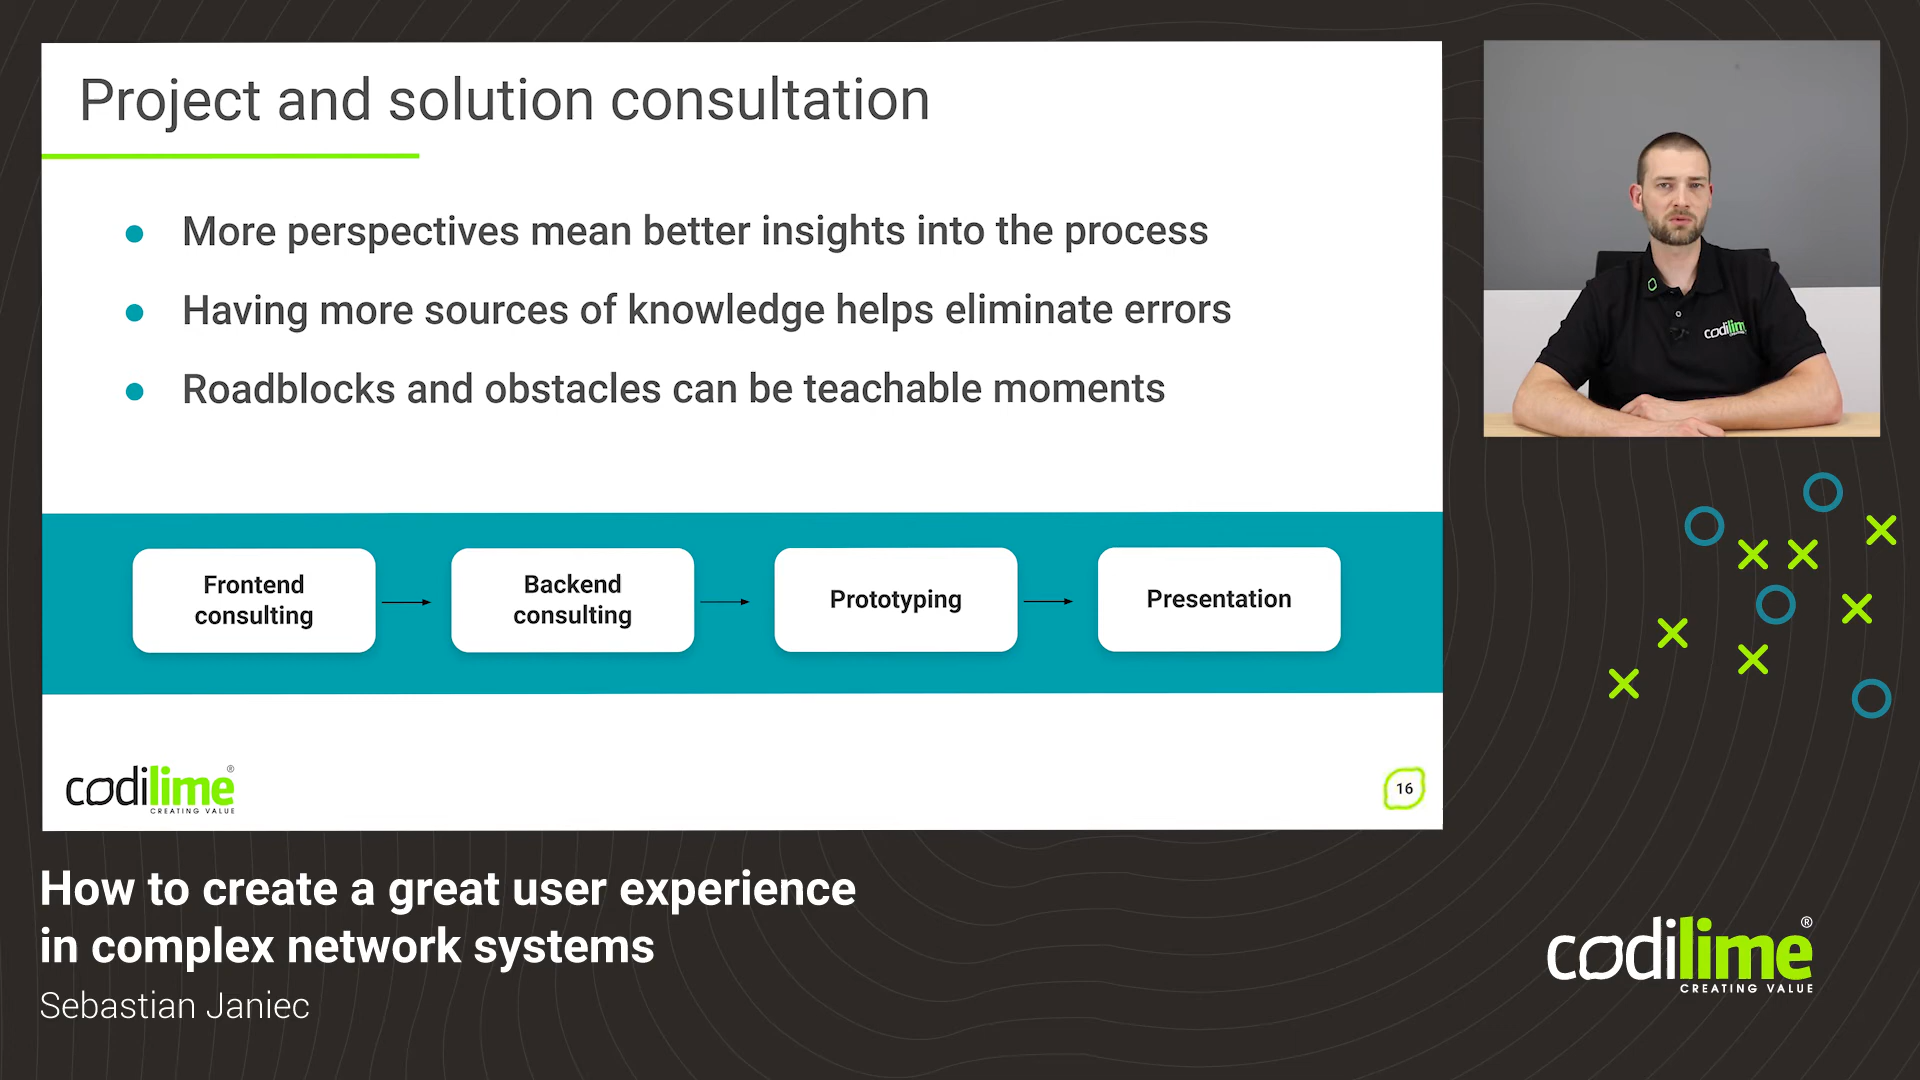 Project and solution consultation
More perspectives mean better insights into the process
Having more sources of knowledge helps eliminate errors
Roadblocks and obstacles can be teachable moments
Frontend
consulting
Backend
consulting
Prototyping
Presentation
codilime®
CREATING VALUE
16
codilime
How to create a great user experience
in complex network systems
Sebastian Janiec
codilime®
CREATING VALUE